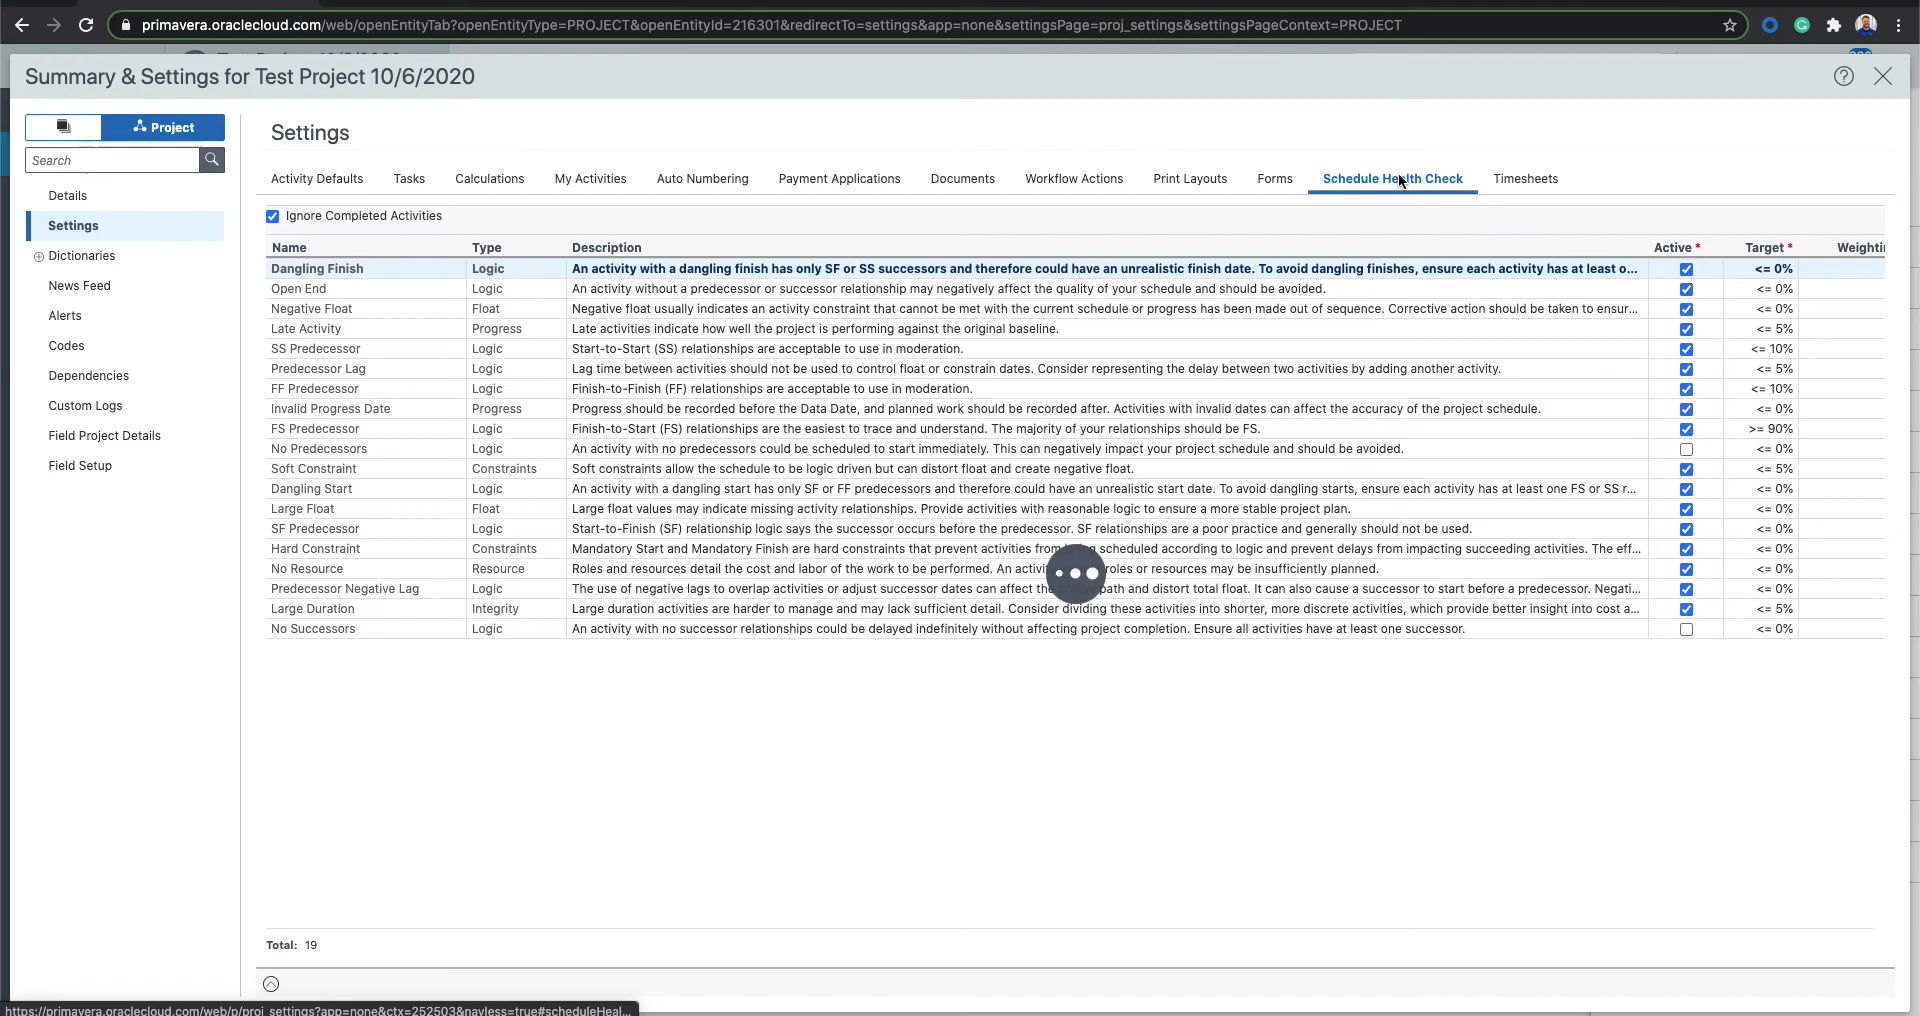 primavera.oraclecloud.com/web/openEntityTab?openEntityType=PROJECT&openEntityId=216301&redirectTo=settings&app=none&settingsPage=proj_settings&settingsPageContext=PROJECT
Summary & Settings for Test Project 10/6/2020
Project
Search
Details
Settings
Dictionaries
News Feed
Alerts
Codes
Dependencies
Custom Logs
Field Project Details
Field Setup
Settings
Activity Defaults Tasks Calculations My Activities Auto Numbering Payment Applications Documents Workflow Actions Print Layouts Forms Schedule Health Check Timesheets
Ignore Completed Activities
Name Type Description Active * Target * Weightin
Dangling Finish Logic An activity with a dangling finish has only SF or SS successors and therefore could have an unrealistic finish date. To avoid dangling finishes, ensure each activity has at least o... <= 0%
Open End Logic An activity without a predecessor or successor relationship may negatively affect the quality of your schedule and should be avoided. <= 0%
Negative Float Float Negative float usually indicates an activity constraint that cannot be met with the current schedule or progress has been made out of sequence. Corrective action should be taken to ensur... <= 0%
Late Activity Progress Late activities indicate how well the project is performing against the original baseline. <= 5%
SS Predecessor Logic Start-to-Start (SS) relationships are acceptable to use in moderation. <= 10%
Predecessor Lag Logic Lag time between activities should not be used to control float or constrain dates. Consider representing the delay between two activities by adding another activity. <= 5%
FF Predecessor Logic Finish-to-Finish (FF) relationships are acceptable to use in moderation. <= 10%
Invalid Progress Date Progress Progress should be recorded before the Data Date, and planned work should be recorded after. Activities with invalid dates can affect the accuracy of the project schedule. <= 0%
FS Predecessor Logic Finish-to-Start (FS) relationships are the easiest to trace and understand. The majority of your relationships should be FS. >= 90%
No Predecessors Logic An activity with no predecessors could be scheduled to start immediately. This can negatively impact your project schedule and should be avoided. <= 0%
Soft Constraint Constraints Soft constraints allow the schedule to be logic driven but can distort float and create negative float. <= 5%
Dangling Start Logic An activity with a dangling start has only SF or FF predecessors and therefore could have an unrealistic start date. To avoid dangling starts, ensure each activity has at least one FS or SS r... <= 0%
Large Float Float Large float values may indicate missing activity relationships. Provide activities with reasonable logic to ensure a more stable project plan. <= 0%
SF Predecessor Logic Start-to-Finish (SF) relationship logic says the successor occurs before the predecessor. SF relationships are a poor practice and generally should not be used. <= 0%
Hard Constraint Constraints Mandatory Start and Mandatory Finish are hard constraints that prevent activities from being scheduled according to logic and prevent delays from impacting succeeding activities. The eff... <= 0%
No Resource Resource Roles and resources detail the cost and labor of the work to be performed. An activi roles or resources may be insufficiently planned. <= 0%
Predecessor Negative Lag Logic The use of negative lags to overlap activities or adjust successor dates can affect the path and distort total float. It can also cause a successor to start before a predecessor. Negati... <= 0%
Large Duration Integrity Large duration activities are harder to manage and may lack sufficient detail. Consider dividing these activities into shorter, more discrete activities, which provide better insight into cost a... <= 5%
No Successors Logic An activity with no successor relationships could be delayed indefinitely without affecting project completion. Ensure all activities have at least one successor. <= 0%
Total: 19
https://primavera.oraclecloud.com/web/p/proj_settings?app=none&ctx=252503&navless=true#scheduleHeal...